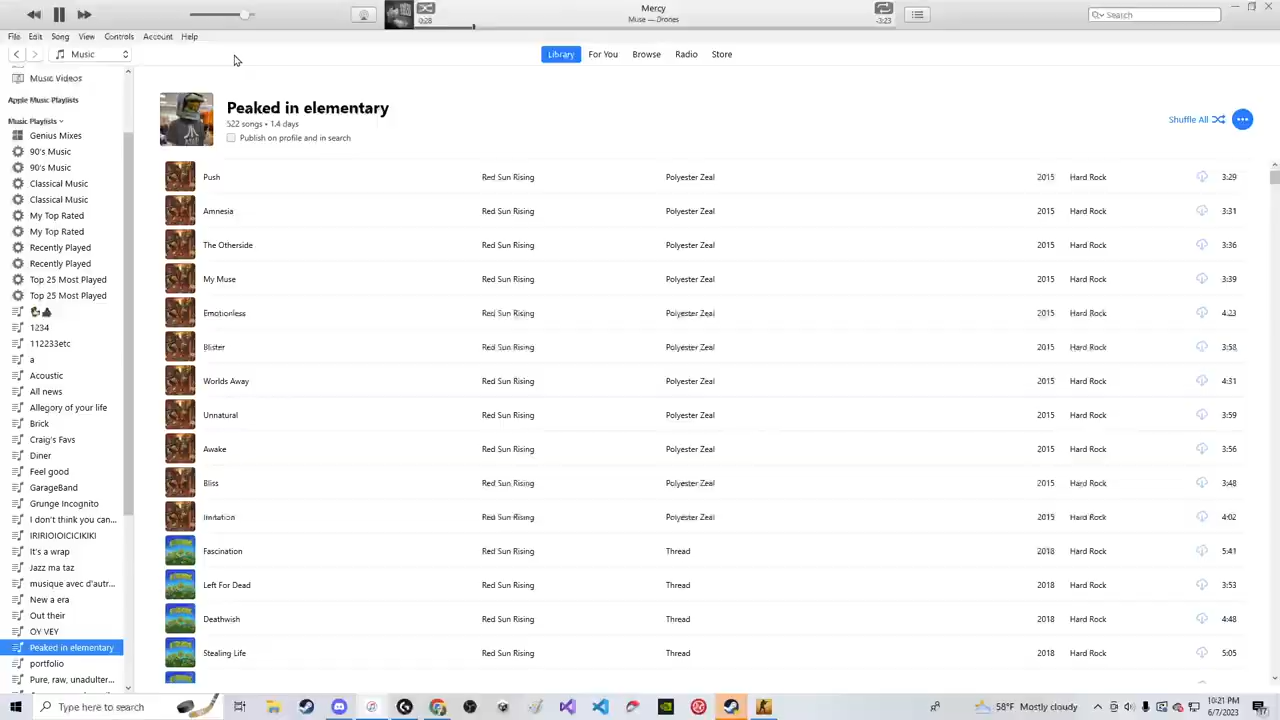 Mercy
Muse — Drones
0:28
-3:23
Search
File Edit Song View Controls Account Help
Music
Library For You Browse Radio Store
Music Videos
Apple Music Playlists
Music Playlists
Genius Mixes
90's Music
90's Music
Classical Music
Classical Music
My Top Rated
My Top Rated
Recently Played
Recently Played
Top 25 Most Played
Top 25 Most Played
1234
112233etc
a
Acoustic
All news
Allegory of your life
Brick
Craig's Favs
Diner
Feel good
GarageBand
Grunge Incognito
I don't think you can...
IRIRIOIOICICIKIKI
It's a wrap
Jazz ma taz
musique avec d'autr...
New a era
Out their
OY VEY
Peaked in elementary
portfolio
Pure, raw, unadulter...
Peaked in elementary
522 songs • 1.4 days
Publish on profile and in search
Shuffle All
Push Red Sun Rising Polyester Zeal 2015 Hard Rock 3:29
Amnesia Red Sun Rising Polyester Zeal 2015 Hard Rock 3:31
The Otherside Red Sun Rising Polyester Zeal 2015 Hard Rock 3:36
My Muse Red Sun Rising Polyester Zeal 2015 Hard Rock 3:39
Emotionless Red Sun Rising Polyester Zeal 2015 Hard Rock 4:23
Blister Red Sun Rising Polyester Zeal 2015 Hard Rock 3:58
Worlds Away Red Sun Rising Polyester Zeal 2015 Hard Rock 4:31
Unnatural Red Sun Rising Polyester Zeal 2015 Hard Rock 3:59
Awake Red Sun Rising Polyester Zeal 2015 Hard Rock 3:56
Bliss Red Sun Rising Polyester Zeal 2015 Hard Rock 3:48
Imitation Red Sun Rising Polyester Zeal 2015 Hard Rock 4:02
Fascination Red Sun Rising Thread 2018 Hard Rock 5:41
Left For Dead Red Sun Rising Thread 2018 Hard Rock 3:53
Deathwish Red Sun Rising Thread 2018 Hard Rock 4:48
Stealing Life Red Sun Rising Thread 2018 Hard Rock 5:05
Type here to search
58°F Mostly cloudy
10:21 PM
6/7/2023